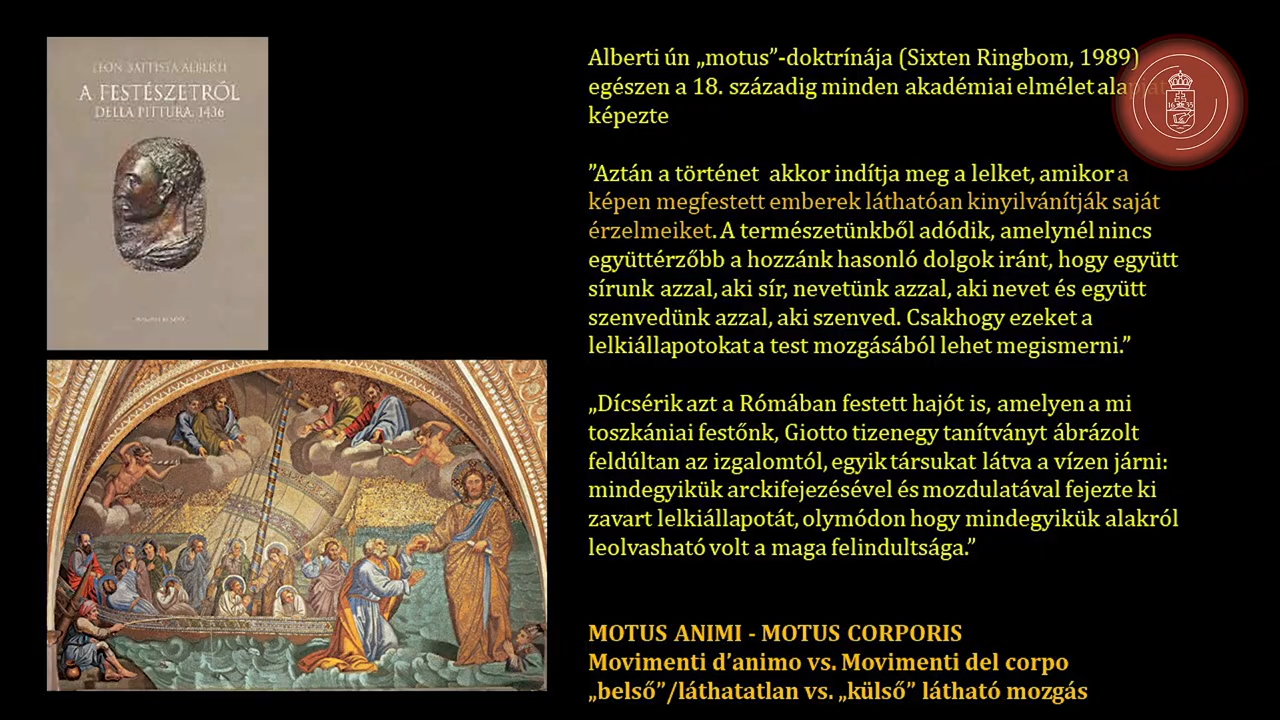 LEON BATTISTA ALBERTI
A FESTÉSZETRŐL
DELLA PITTURA, 1436
Alberti ún „motus”-doktrínája (Sixten Ringbom, 1989)
egészen a 18. századig minden akadémiai elmélet alapját
képezte
”Aztán a történet akkor indítja meg a lelket, amikor a
képen megfestett emberek láthatóan kinyilvánítják saját
érzelmeiket. A természetünkből adódik, amelynél nincs
együttérzőbb a hozzánk hasonló dolgok iránt, hogy együtt
sírunk azzal, aki sír, nevetünk azzal, aki nevet és együtt
szenvedünk azzal, aki szenved. Csakhogy ezeket a
lelkiállapotokat a test mozgásából lehet megismerni.”
„Dícsérik azt a Rómában festett hajót is, amelyen a mi
toszkániai festőnk, Giotto tizenegy tanítványt ábrázolt
feldúltan az izgalomtól, egyik társukat látva a vízen járni:
mindegyikük arckifejezésével és mozdulatával fejezte ki
zavart lelkiállapotát, olymódon hogy mindegyikük alakról
leolvasható volt a maga felindultsága.”
MOTUS ANIMI - MOTUS CORPORIS
Movimenti d’animo vs. Movimenti del corpo
„belső”/láthatatlan vs. „külső” látható mozgás